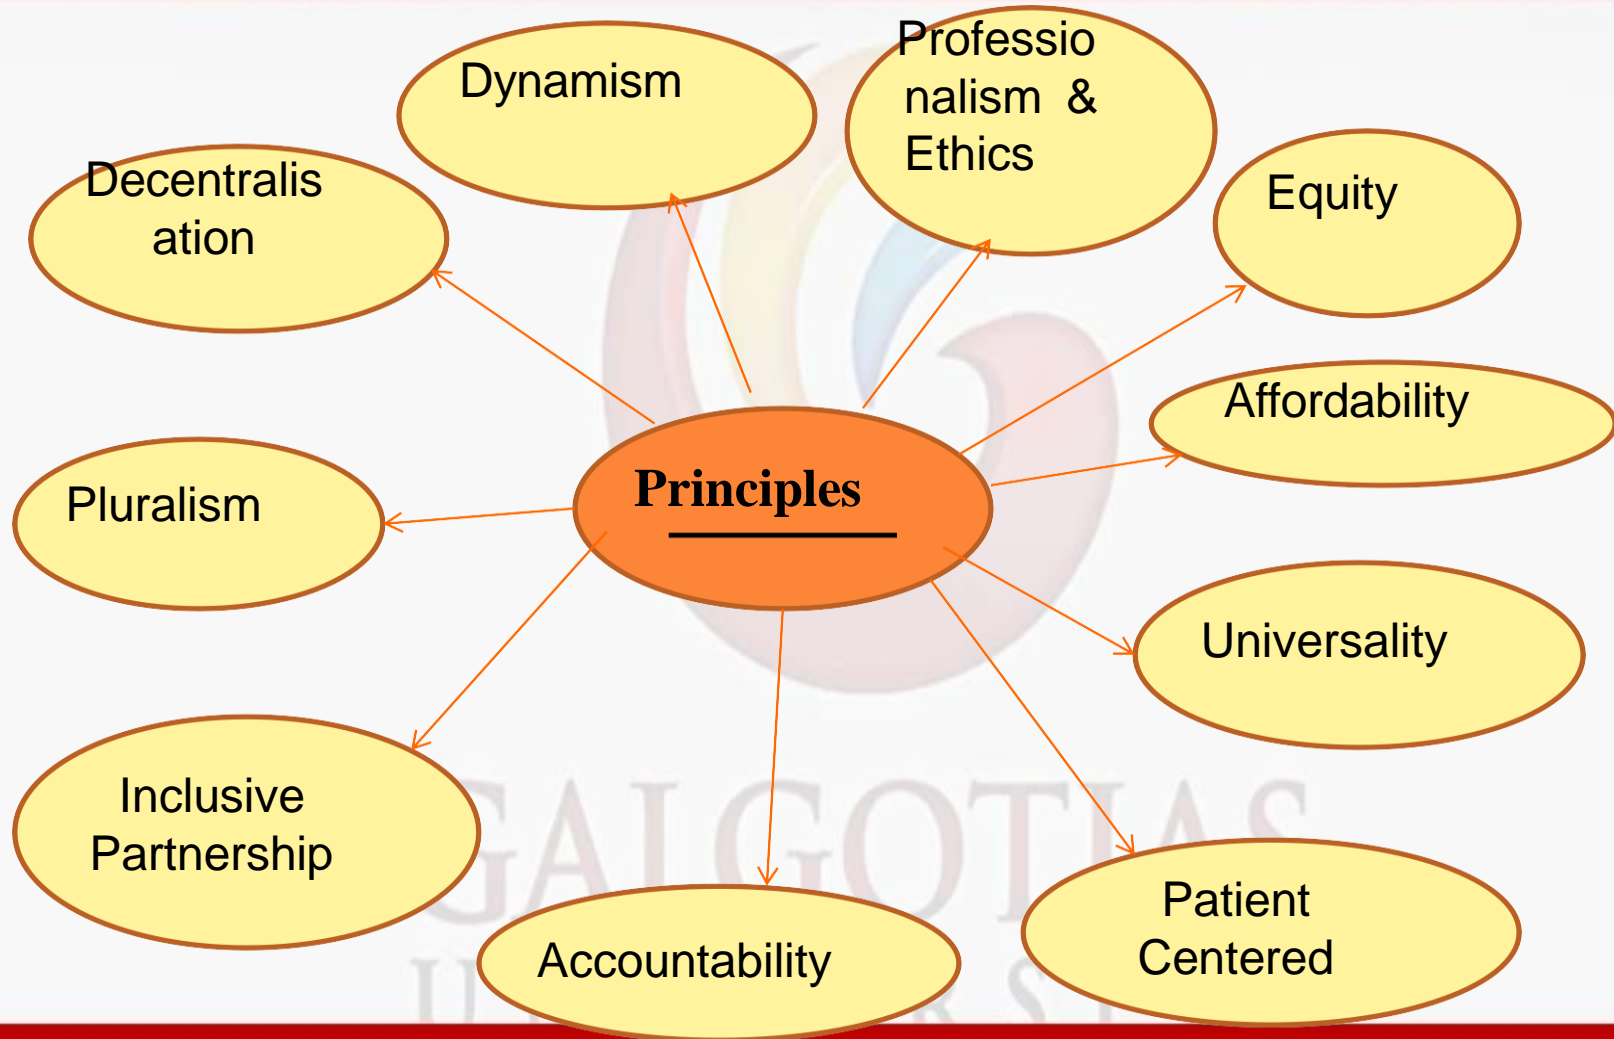 Dynamism
Professio
nalism &
Ethics
Decentralis
ation
Equity
Affordability
Principles
Pluralism
Universality
Inclusive
Partnership
Patient
Centered
Accountability
GALGOTIAS